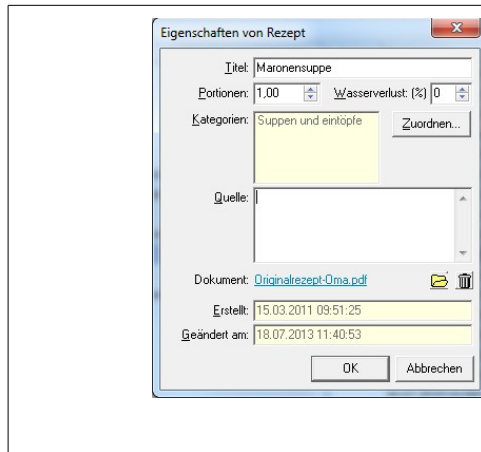 Eigenschaften von Rezept
Titel: Maronensuppe
Portionen: 1,00 Wasserverlust: (%) 0
Kategorien: Suppen und eintöpfe Zuordnen...
Quelle:
Dokument: Originalrezept-Oma.pdf
Erstellt: 15.03.2011 09:51:25
Geändert am: 18.07.2013 11:40:53
OK Abbrechen